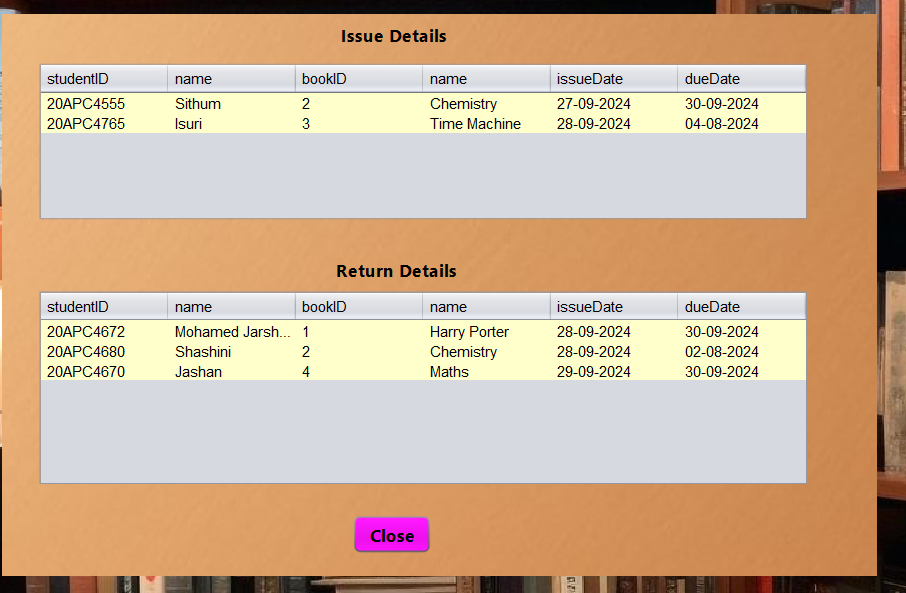 Issue Details
studentID name bookID name issueDate dueDate
20APC4555 Sithum 2 Chemistry 27-09-2024 30-09-2024
20APC4765 Isuri 3 Time Machine 28-09-2024 04-08-2024
Return Details
studentID name bookID name issueDate dueDate
20APC4672 Mohamed Jarsh... 1 Harry Porter 28-09-2024 30-09-2024
20APC4680 Shashini 2 Chemistry 28-09-2024 02-08-2024
20APC4670 Jashan 4 Maths 29-09-2024 30-09-2024
Close